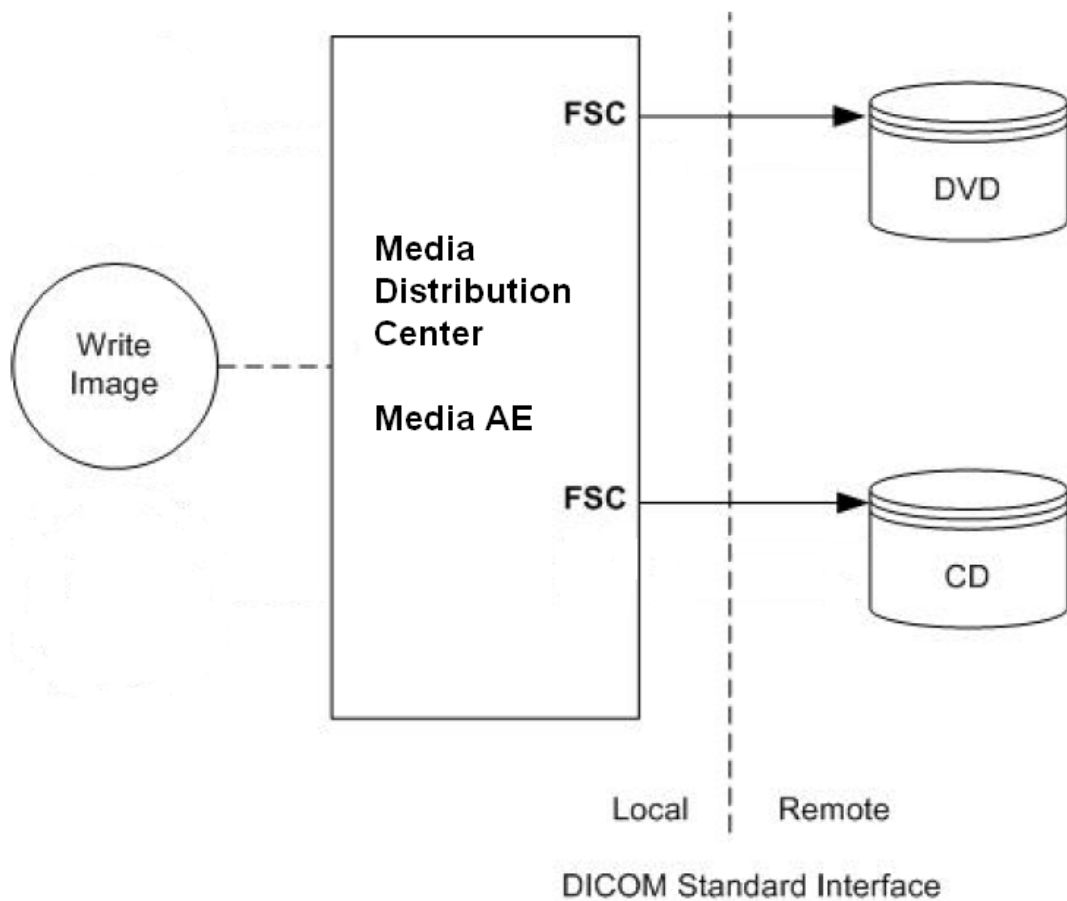 FSC
DVD
Media
Distribution
Center
Write
Image
Media AE
FSC
CD
Local
Remote
DICOM Standard Interface